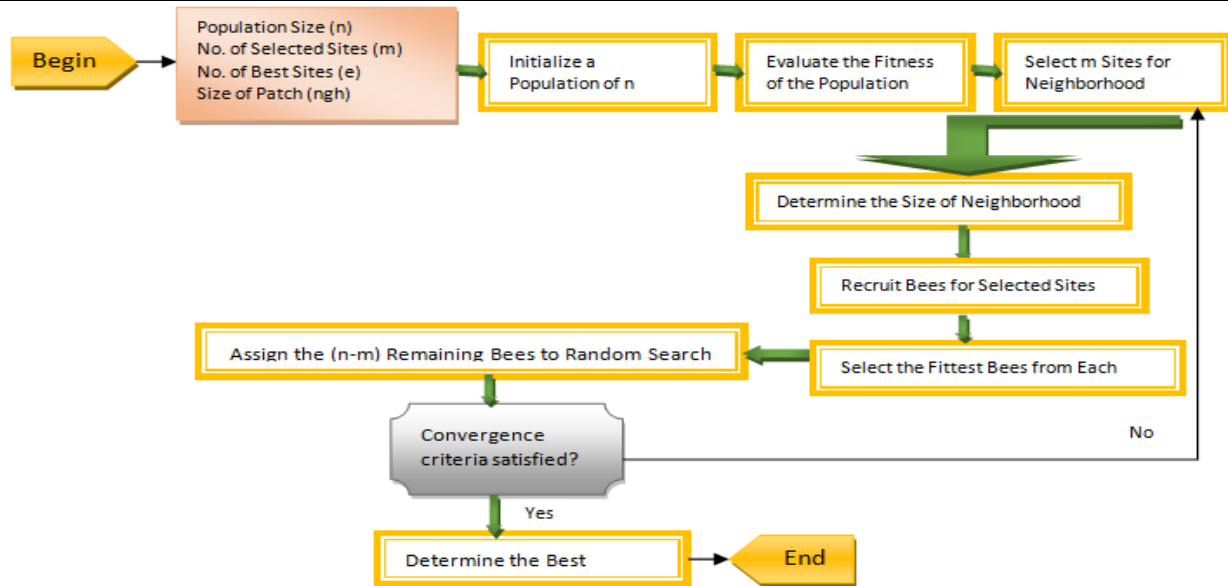 Begin
Population Size (n)
No. of Selected Sites (m)
No. of Best Sites (e)
Size of Patch (ngh)
Initialize a
Population of n
Evaluate the Fitness
of the Population
Select m Sites for
Neighborhood
Determine the Size of Neighborhood
Recruit Bees for Selected Sites
Select the Fittest Bees from Each
Assign the (n-m) Remaining Bees to Random Search
Convergence
criteria satisfied?
No
Yes
Determine the Best
End